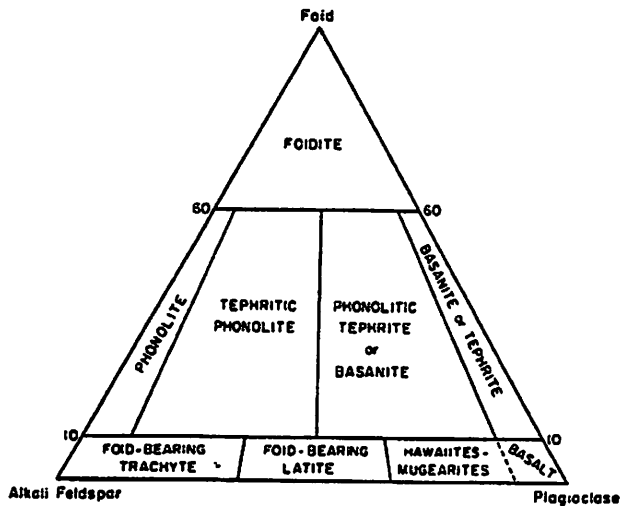 Foid
FOIDITE
60
60
PHONOLITE
TEPHRITIC
PHONOLITE
PHONOLITIC
TEPHRITE
or
BASANITE
BASANITE or TEPHRITE
10
10
FOID-BEARING
TRACHYTE
FOID-BEARING
LATITE
HAWAIITES-
MUGEARITES
BASALT
Alkali Feldspar
Plagioclase